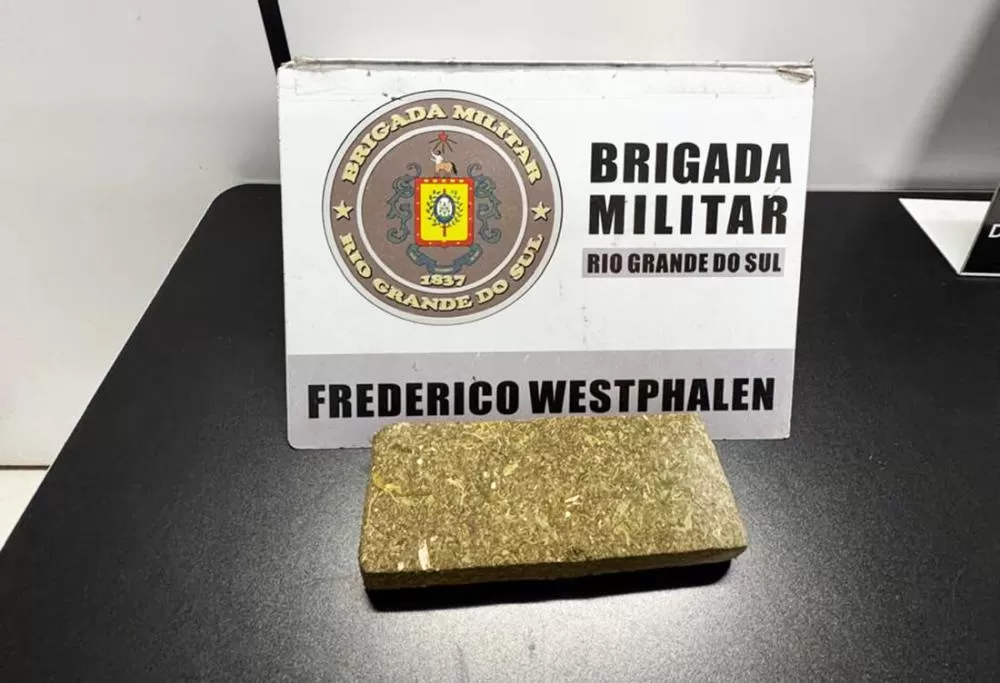 BRIGADA MILITAR
1837
RIO GRANDE DO SUL
BRIGADA
MILITAR
RIO GRANDE DO SUL
FREDERICO WESTPHALEN
D